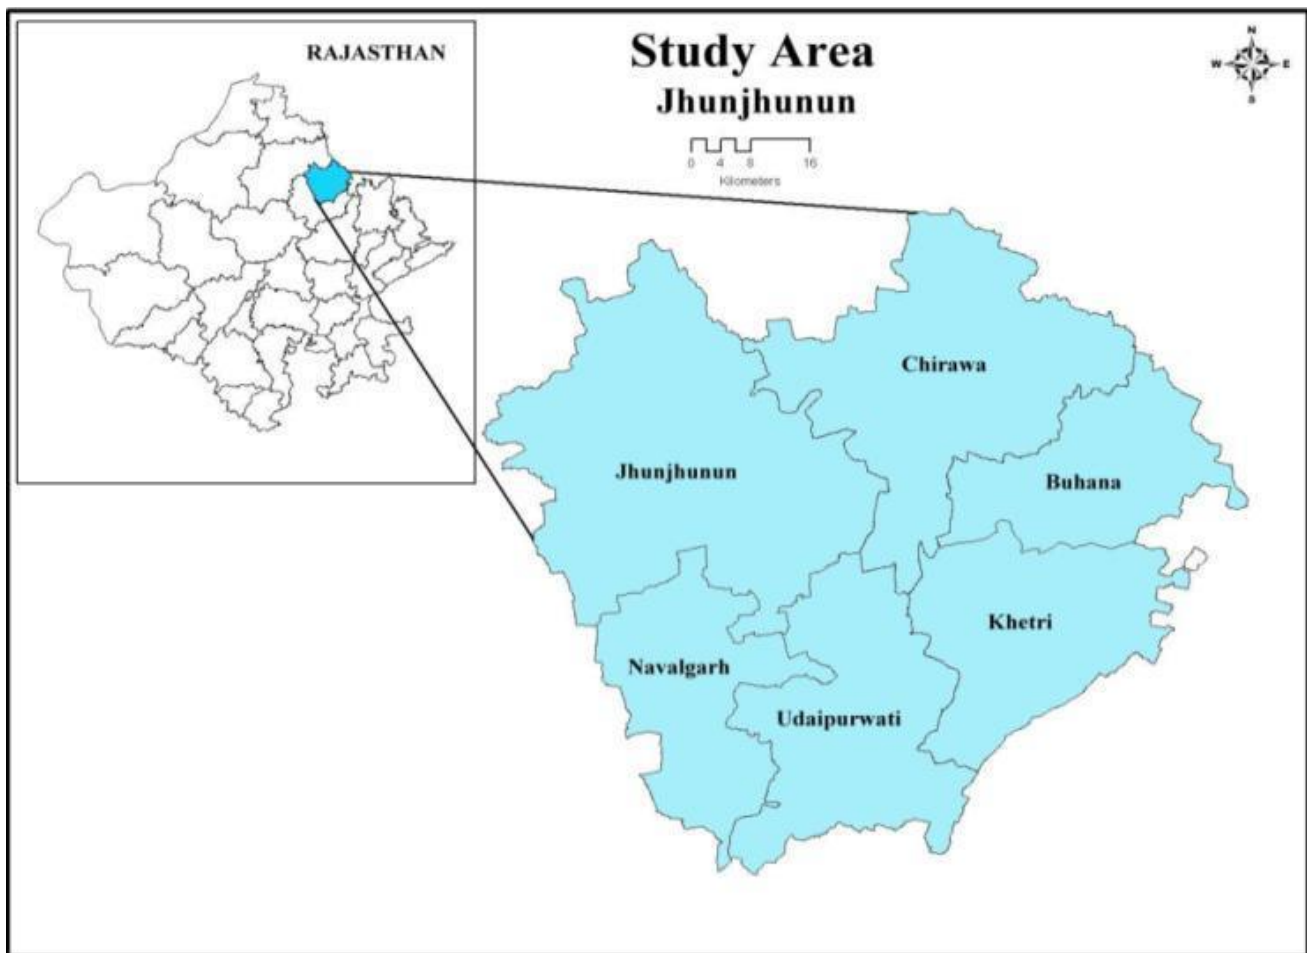 RAJASTHAN
Study Area
Jhunjhunun
N
W E
S
0 4 8 16
Kilometers
Chirawa
Jhunjhunun
Buhana
Khetri
Navalgarh
Udaipurwati